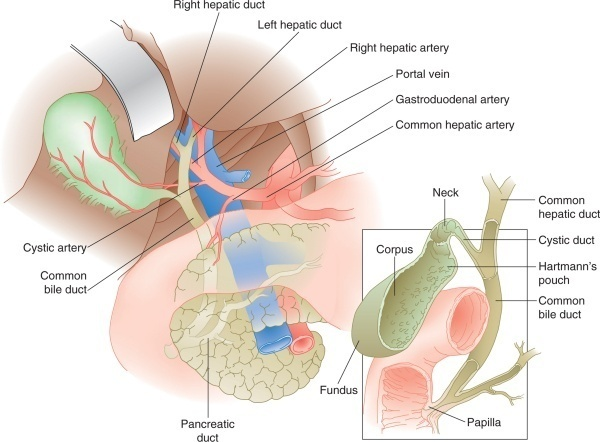 Right hepatic duct
Left hepatic duct
Right hepatic artery
Portal vein
Gastroduodenal artery
Common hepatic artery
Cystic artery
Common
bile duct
Pancreatic
duct
Neck
Corpus
Fundus
Common
hepatic duct
Cystic duct
Hartmann's
pouch
Common
bile duct
Papilla